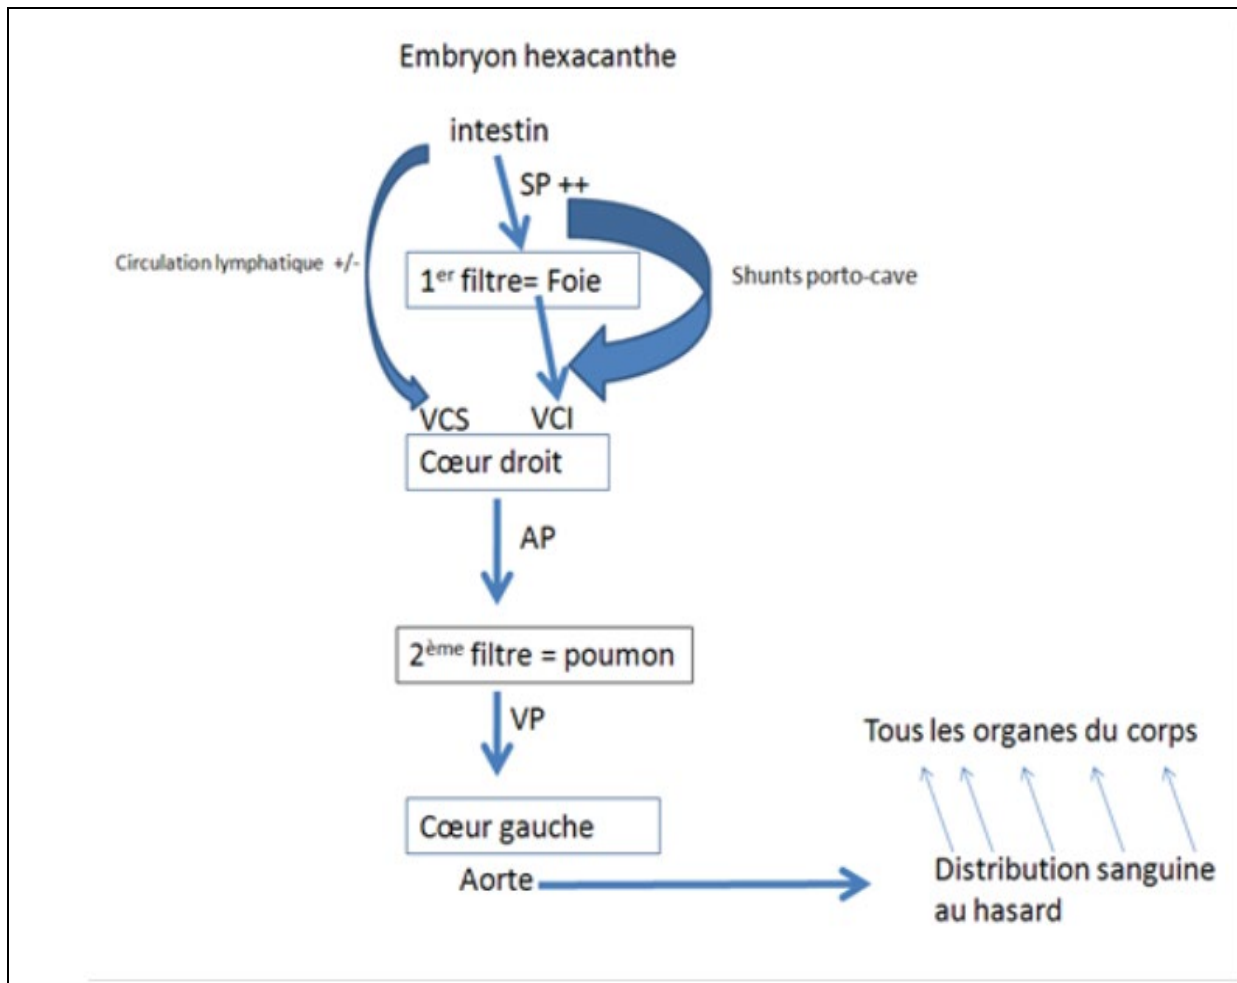 Embryon hexacanthe
intestin
SP ++
Circulation lymphatique +/-
1er filtre= Foie
Shunts porto-cave
VCS VCI
Cœur droit
AP
2ème filtre = poumon
VP
Tous les organes du corps
Cœur gauche
Aorte
Distribution sanguine
au hasard